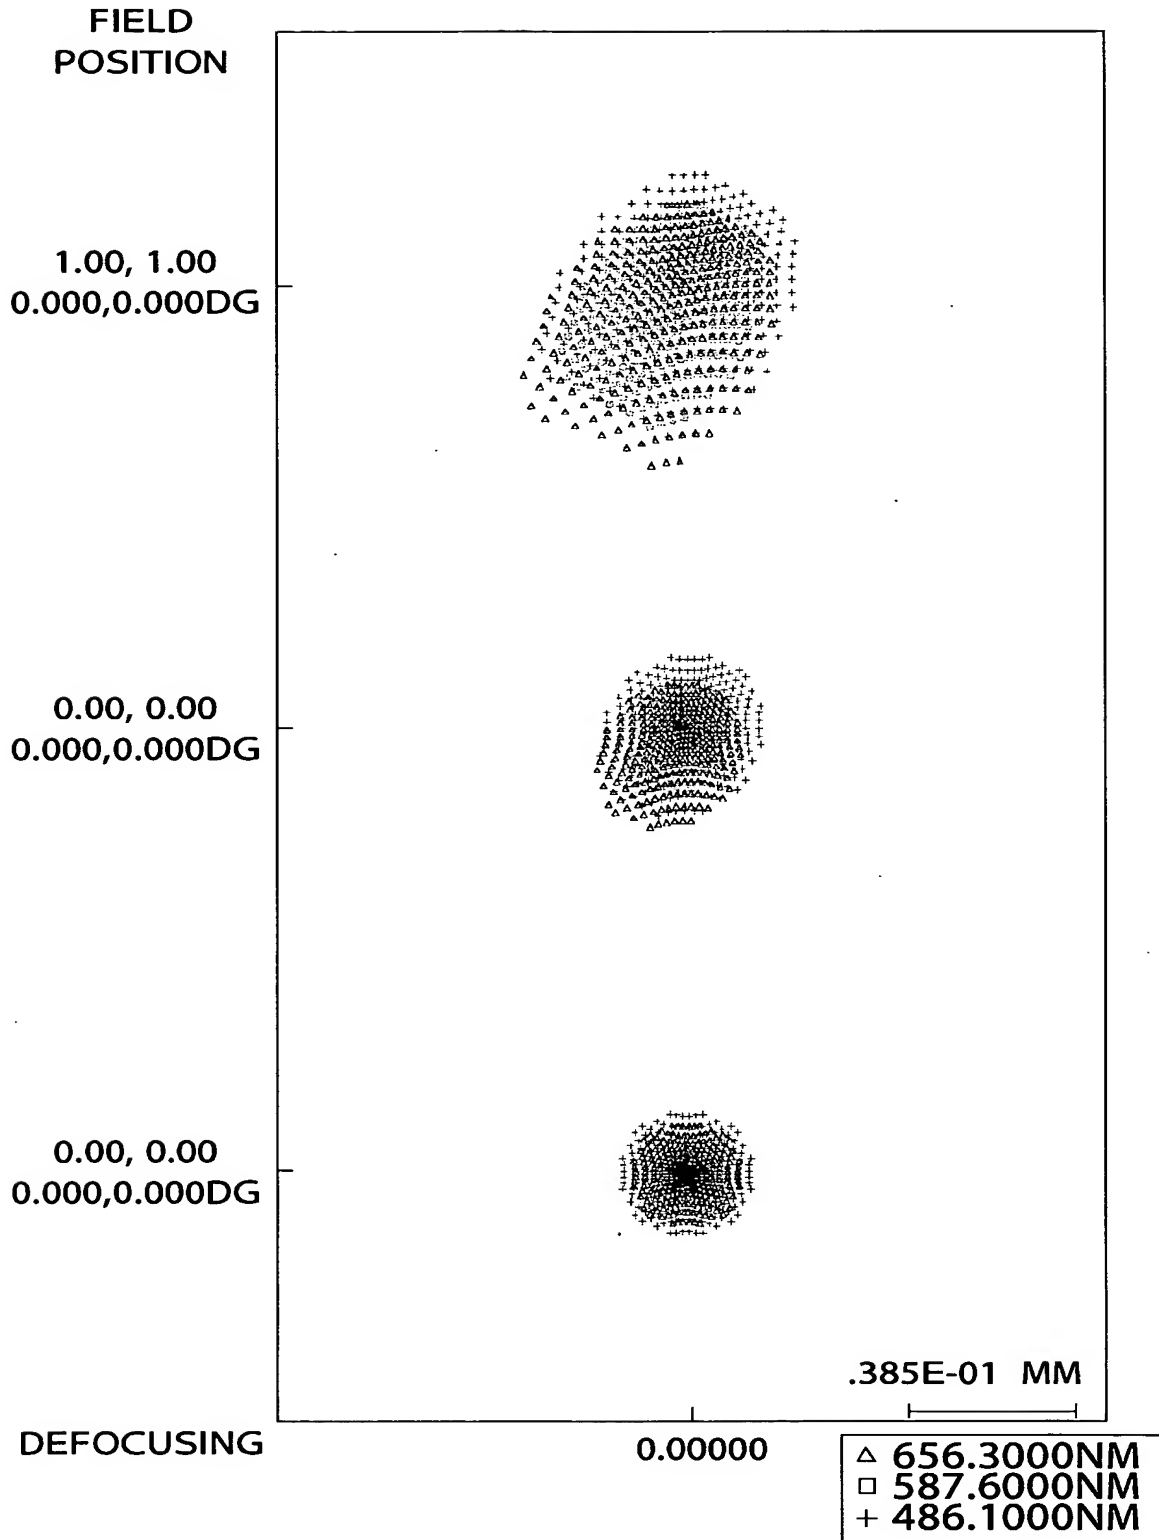 FIELD
POSITION
1.00, 1.00
0.000,0.000DG
0.00, 0.00
0.000,0.000DG
0.00, 0.00
0.000,0.000DG
.385E-01 MM
DEFOCUSING
0.00000
△ 656.3000NM
□ 587.6000NM
+ 486.1000NM